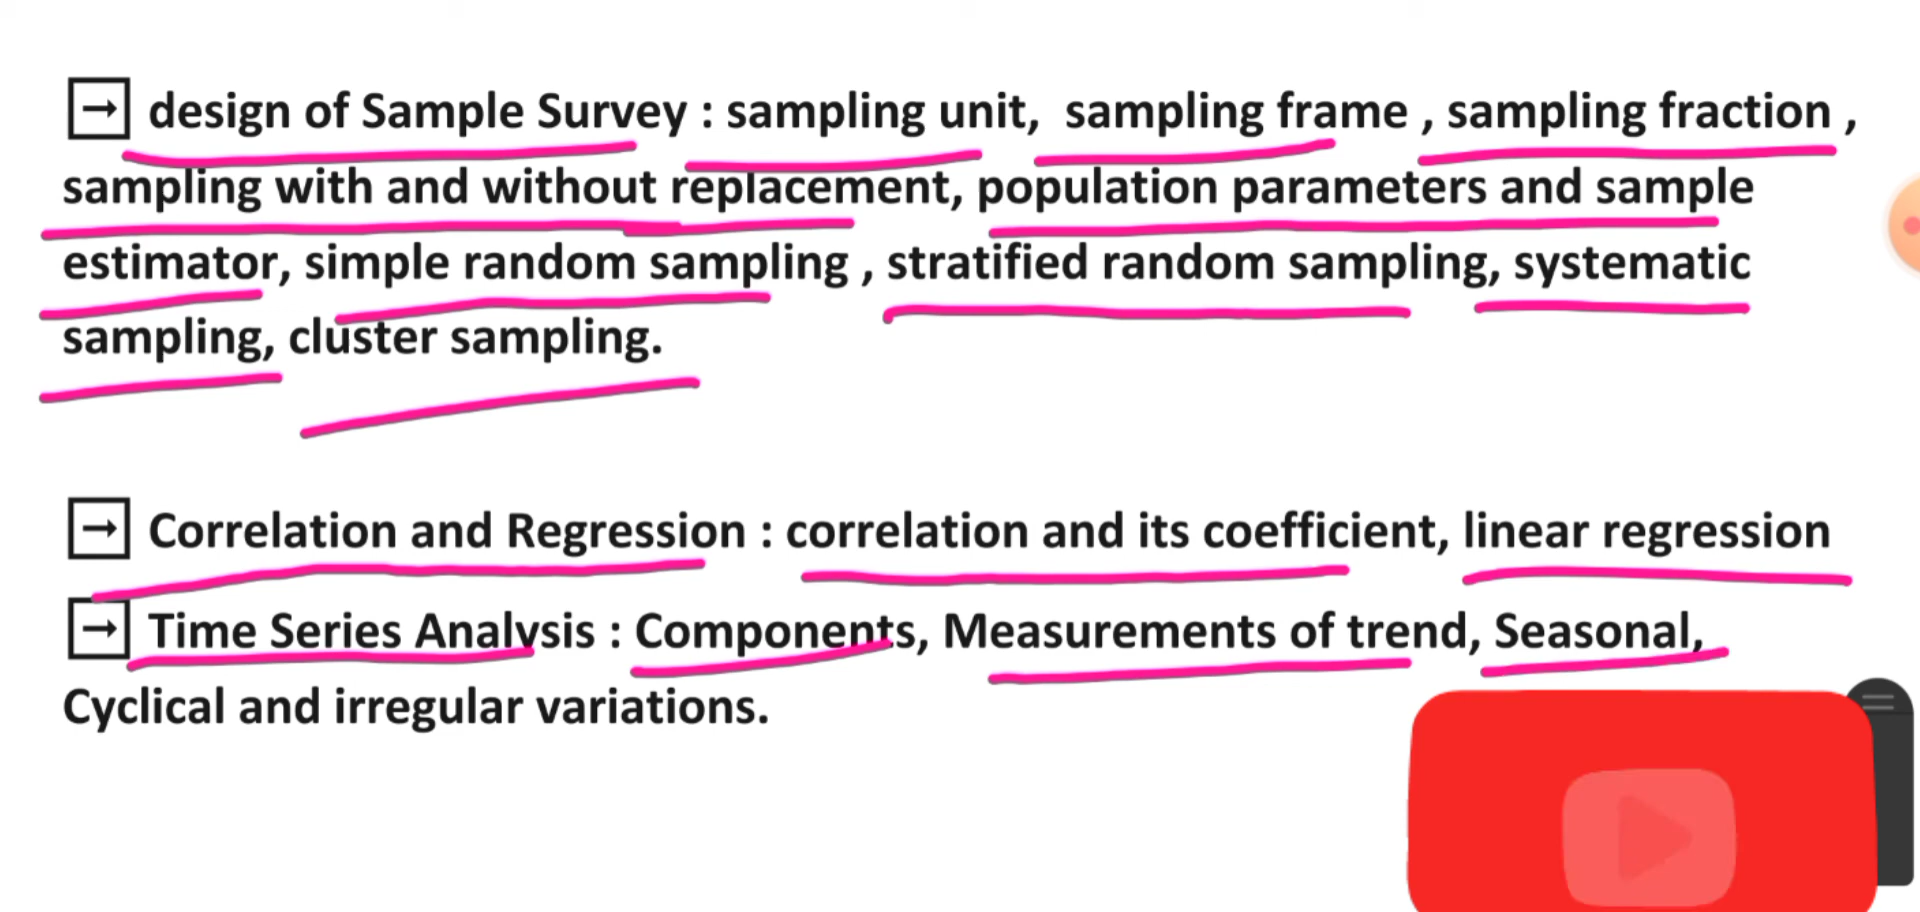 → design of Sample Survey : sampling unit, sampling frame , sampling fraction ,
sampling with and without replacement, population parameters and sample
estimator, simple random sampling , stratified random sampling, systematic
sampling, cluster sampling.
→ Correlation and Regression : correlation and its coefficient, linear regression
→ Time Series Analysis : Components, Measurements of trend, Seasonal,
Cyclical and irregular variations.